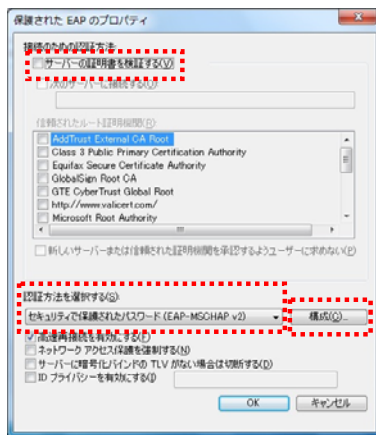 保護された EAP のプロパティ
接続のための認証方法:
サーバーの証明書を検証する(V)
次のサーバーに接続する(O):
信頼されたルート証明機関(R):
AddTrust External CA Root
Class 3 Public Primary Certification Authority
Equifax Secure Certificate Authority
GlobalSign Root CA
GTE CyberTrust Global Root
http://www.valicert.com/
Microsoft Root Authority
新しいサーバーまたは信頼された証明機関を承認するようユーザーに求めない(P)
認証方法を選択する(S):
セキュリティで保護されたパスワード (EAP-MSCHAP v2) 構成(C)...
高速再接続を有効にする(F)
ネットワーク アクセス保護を強制する(N)
サーバーに暗号化バインドの TLV がない場合は切断する(D)
ID プライバシーを有効にする(I)
OK キャンセル